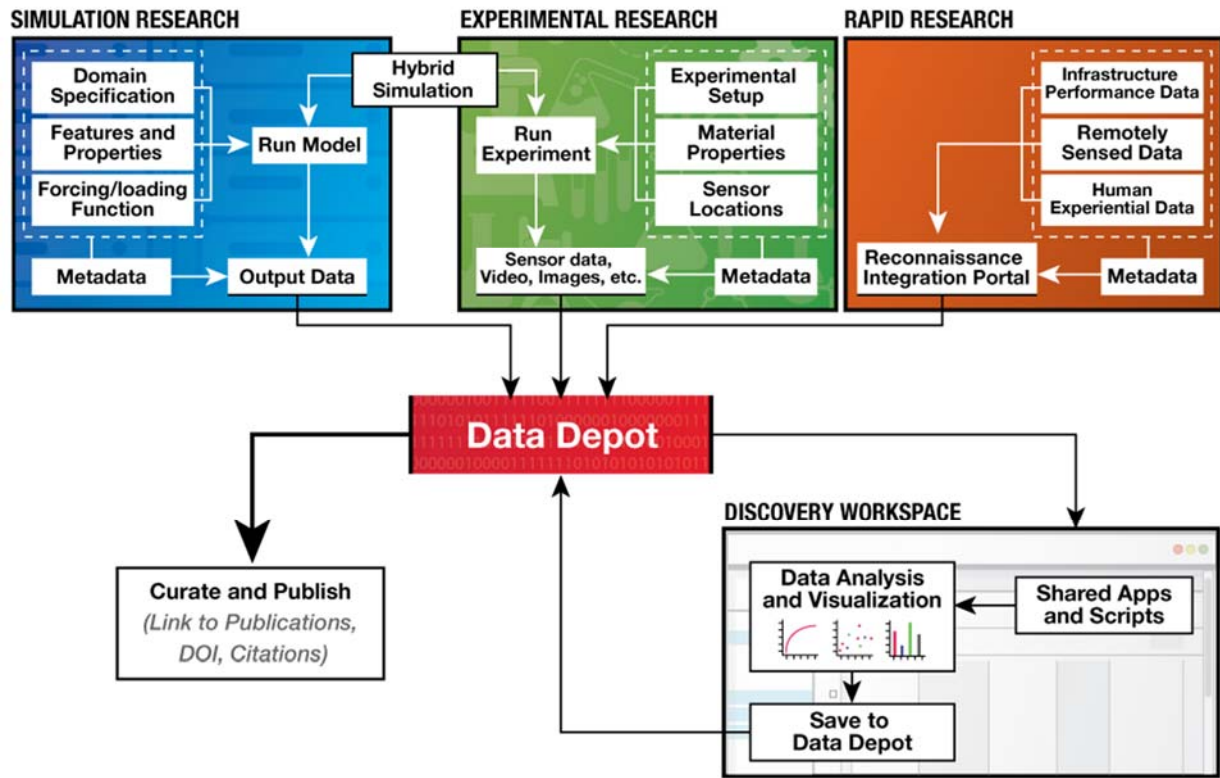 SIMULATION RESEARCH
Domain
Specification
Features and
Properties
Forcing/loading
Function
Run Model
Metadata
Output Data
Hybrid
Simulation
EXPERIMENTAL RESEARCH
Run
Experiment
Experimental
Setup
Material
Properties
Sensor
Locations
Sensor data,
Video, Images, etc.
Metadata
RAPID RESEARCH
Infrastructure
Performance Data
Remotely
Sensed Data
Human
Experiential Data
Reconnaissance
Integration Portal
Metadata
Data Depot
Curate and Publish
(Link to Publications,
DOI, Citations)
DISCOVERY WORKSPACE
Data Analysis
and Visualization
Shared Apps
and Scripts
Save to
Data Depot